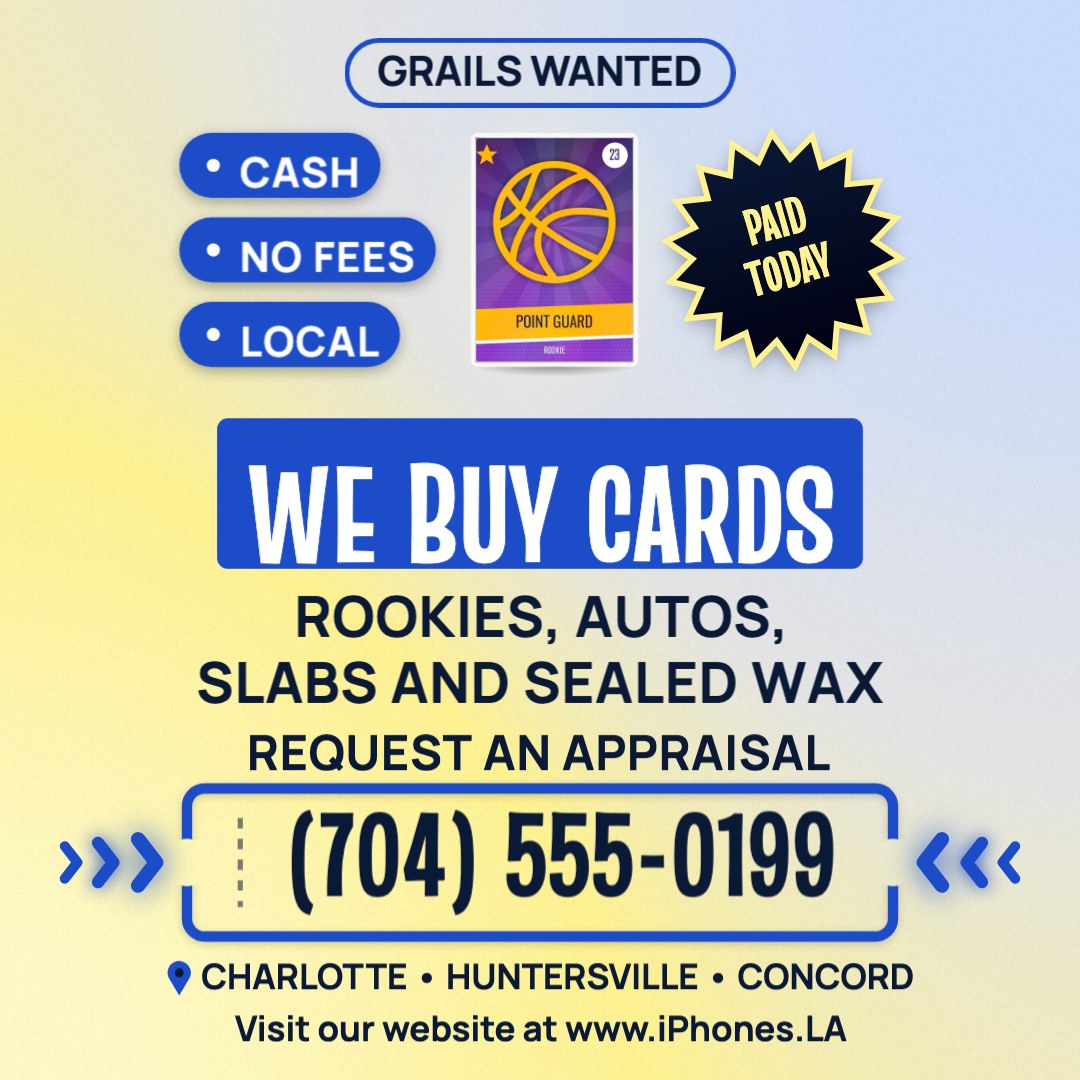 GRAILS WANTED
• CASH
• NO FEES
• LOCAL
23
POINT GUARD
ROOKIE
PAID
TODAY
WE BUY CARDS
ROOKIES, AUTOS,
SLABS AND SEALED WAX
REQUEST AN APPRAISAL
(704) 555-0199
CHARLOTTE • HUNTERSVILLE • CONCORD
Visit our website at www.iPhones.LA